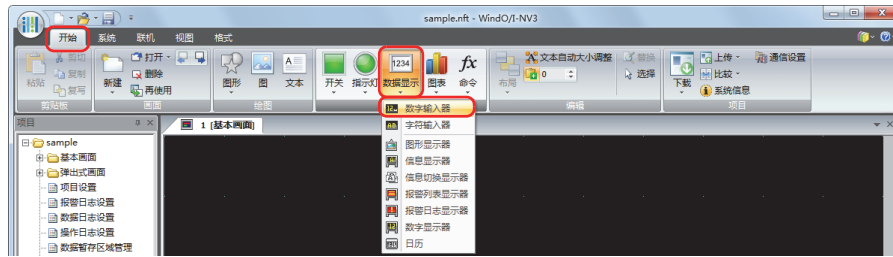 sample.nft - WindO/I-NV3
开始 系统 联机 视图 格式
粘贴 剪切 复制 复写 剪贴板
新建 打开 删除 再使用 画面
图形 图 文本 绘图
开关 指示灯 数据显示 图表 命令
1234
布局 文本自动大小调整 0 替换 选择 编辑
下载 上传 比较 系统信息 通信设置 项目
项目
1 [基本画面]
sample
基本画面
弹出式画面
项目设置
报警日志设置
数据日志设置
操作日志设置
数据暂存区域管理
数字输入器
字符输入器
图形显示器
信息显示器
信息切换显示器
报警列表显示器
报警日志显示器
数字显示器
日历